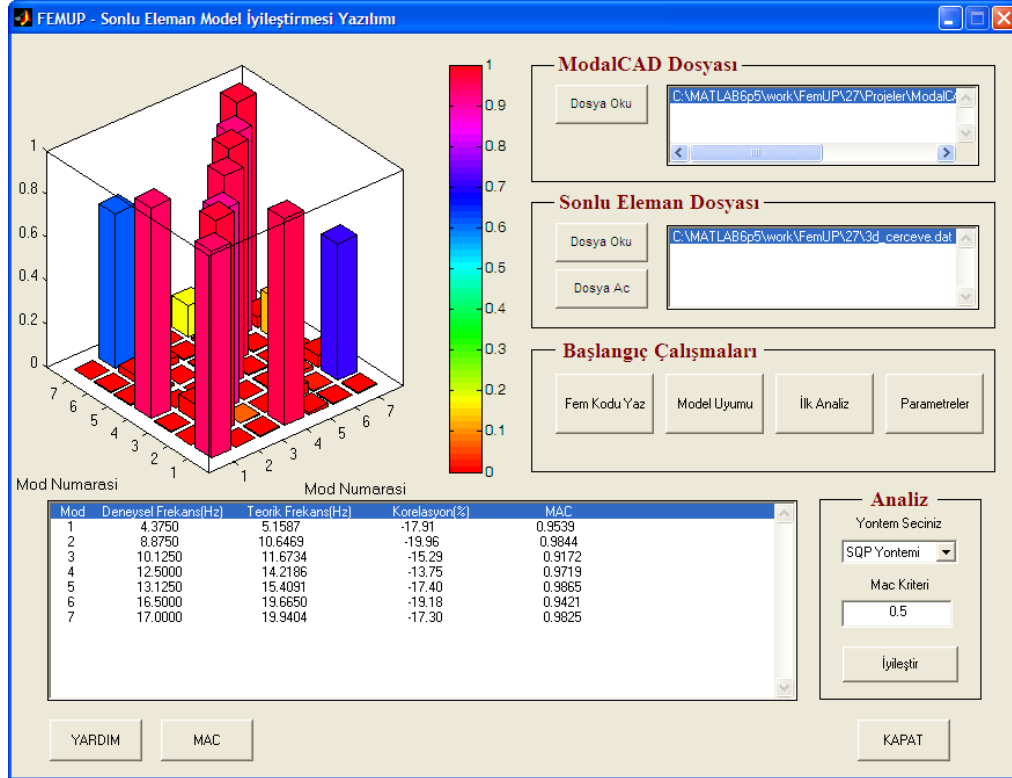 FEMUP - Sonlu Eleman Model İyileştirmesi Yazılımı
1
0.8
0.6
0.4
0.2
0
7
6
5
4
3
2
1
1
2
3
4
5
6
7
Mod Numarasi
Mod Numarasi
1
0.9
0.8
0.7
0.6
0.5
0.4
0.3
0.2
0.1
0
ModalCAD Dosyası
Dosya Oku
C:\MATLAB6p5\work\FemUP\27\Projeler\ModalCA
Sonlu Eleman Dosyası
Dosya Oku
C:\MATLAB6p5\work\FemUP\27\3d_cerceve.dat
Dosya Ac
Başlangıç Çalışmaları
Fem Kodu Yaz
Model Uyumu
İlk Analiz
Parametreler
Mod Deneysel Frekans(Hz) Teorik Frekans(Hz) Korelasyon(%) MAC
1 4.3750 5.1587 -17.91 0.9539
2 8.8750 10.6469 -19.96 0.9844
3 10.1250 11.6734 -15.29 0.9172
4 12.5000 14.2186 -13.75 0.9719
5 13.1250 15.4091 -17.40 0.9865
6 16.5000 19.6650 -19.18 0.9421
7 17.0000 19.9404 -17.30 0.9825
Analiz
Yontem Seciniz
SQP Yontemi
Mac Kriteri
0.5
İyileştir
YARDIM
MAC
KAPAT